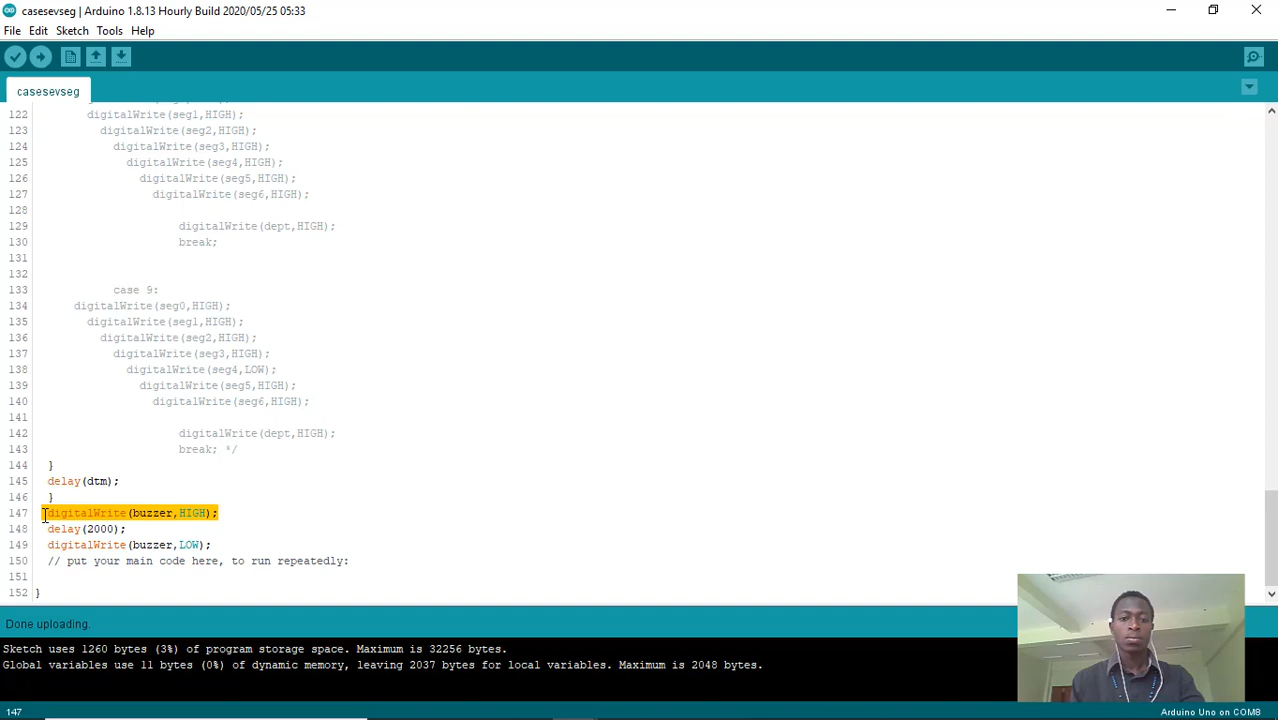 casesevseg | Arduino 1.8.13 Hourly Build 2020/05/25 05:33
File Edit Sketch Tools Help
casesevseg
122 digitalWrite(seg1,HIGH);
123 digitalWrite(seg2,HIGH);
124 digitalWrite(seg3,HIGH);
125 digitalWrite(seg4,HIGH);
126 digitalWrite(seg5,HIGH);
127 digitalWrite(seg6,HIGH);
128
129 digitalWrite(dept,HIGH);
130 break;
131
132
133 case 9:
134 digitalWrite(seg0,HIGH);
135 digitalWrite(seg1,HIGH);
136 digitalWrite(seg2,HIGH);
137 digitalWrite(seg3,HIGH);
138 digitalWrite(seg4,LOW);
139 digitalWrite(seg5,HIGH);
140 digitalWrite(seg6,HIGH);
141
142 digitalWrite(dept,HIGH);
143 break; */
144 }
145 delay(dtm);
146 }
147 digitalWrite(buzzer,HIGH);
148 delay(2000);
149 digitalWrite(buzzer,LOW);
150 // put your main code here, to run repeatedly:
151
152 }
Done uploading.
Sketch uses 1260 bytes (3%) of program storage space. Maximum is 32256 bytes.
Global variables use 11 bytes (0%) of dynamic memory, leaving 2037 bytes for local variables. Maximum is 2048 bytes.
147 Arduino Uno on COM8